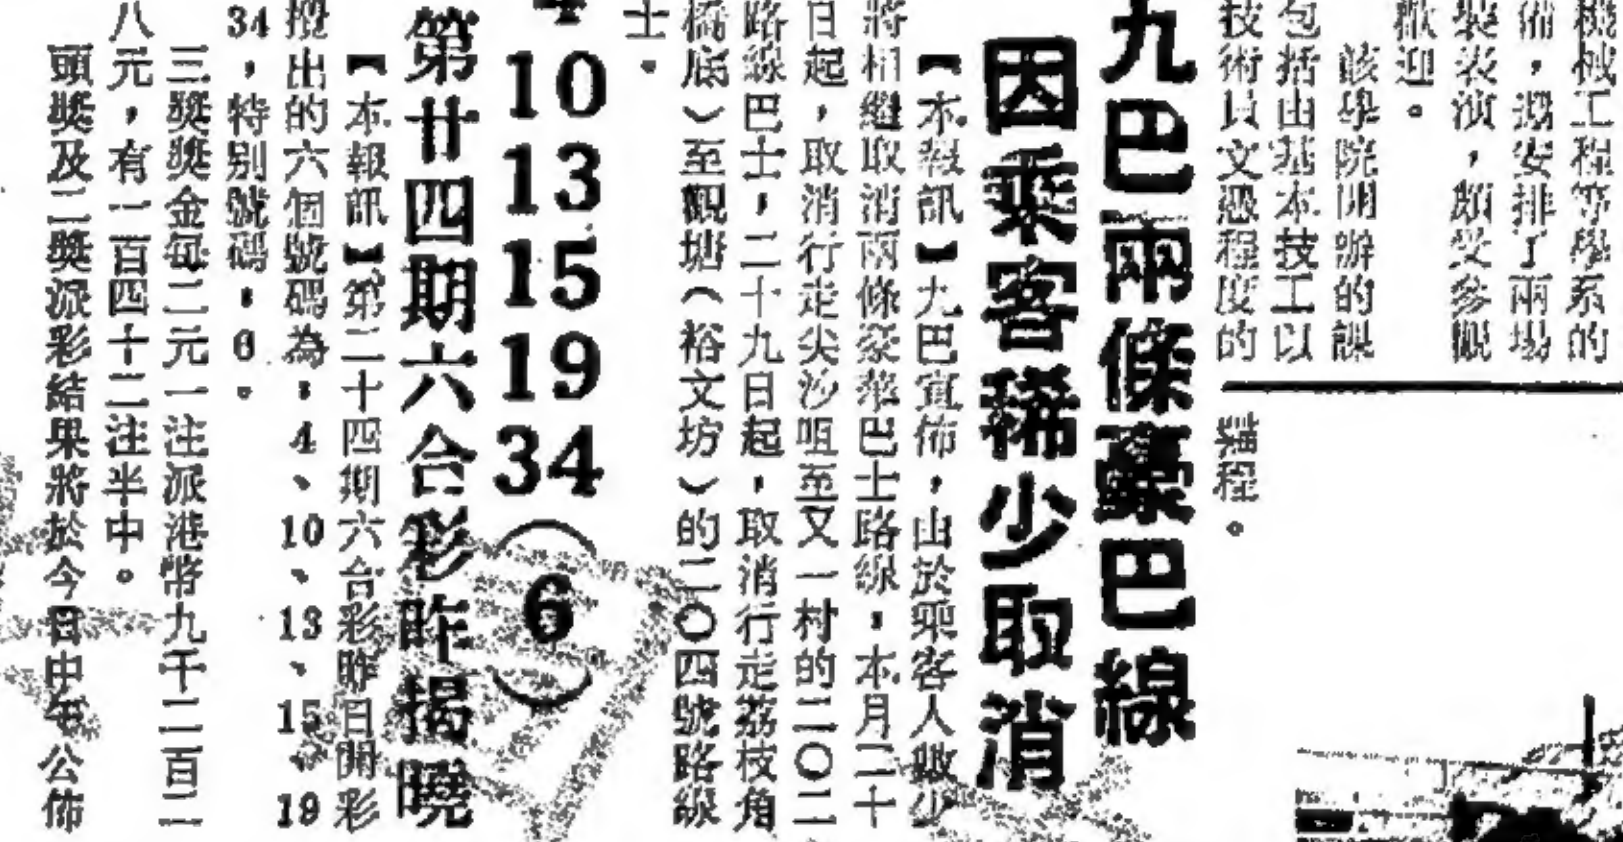 機械工程等學系的
備，還安排了兩場
裝表演，頗受參觀
歡迎。
該學院開辦的課
包括由基本技工以
技術員文憑程度的
課程。
九巴兩條豪巴線
因乘客稀少取消
【本報訊】九巴宣佈，由於乘客人數少
將相繼取消兩條豪華巴士路線，本月二十
日起，取消行走尖沙咀至又一村的二〇二
路線巴士，二十九日起，取消行走荔枝角
橋底）至觀塘（裕文坊）的二〇四號路線
士。
4
10
13
15
19
34
（6）
第廿四期六合彩昨揭曉
【本報訊】第二十四期六合彩昨日開彩
攪出的六個號碼為，4、10、13、15、19
34，特別號碼，6。
三獎獎金每二元一注派港幣九千二百二
八元，有一百四十二注半中。
頭獎及二獎派彩結果將於今日中午公佈